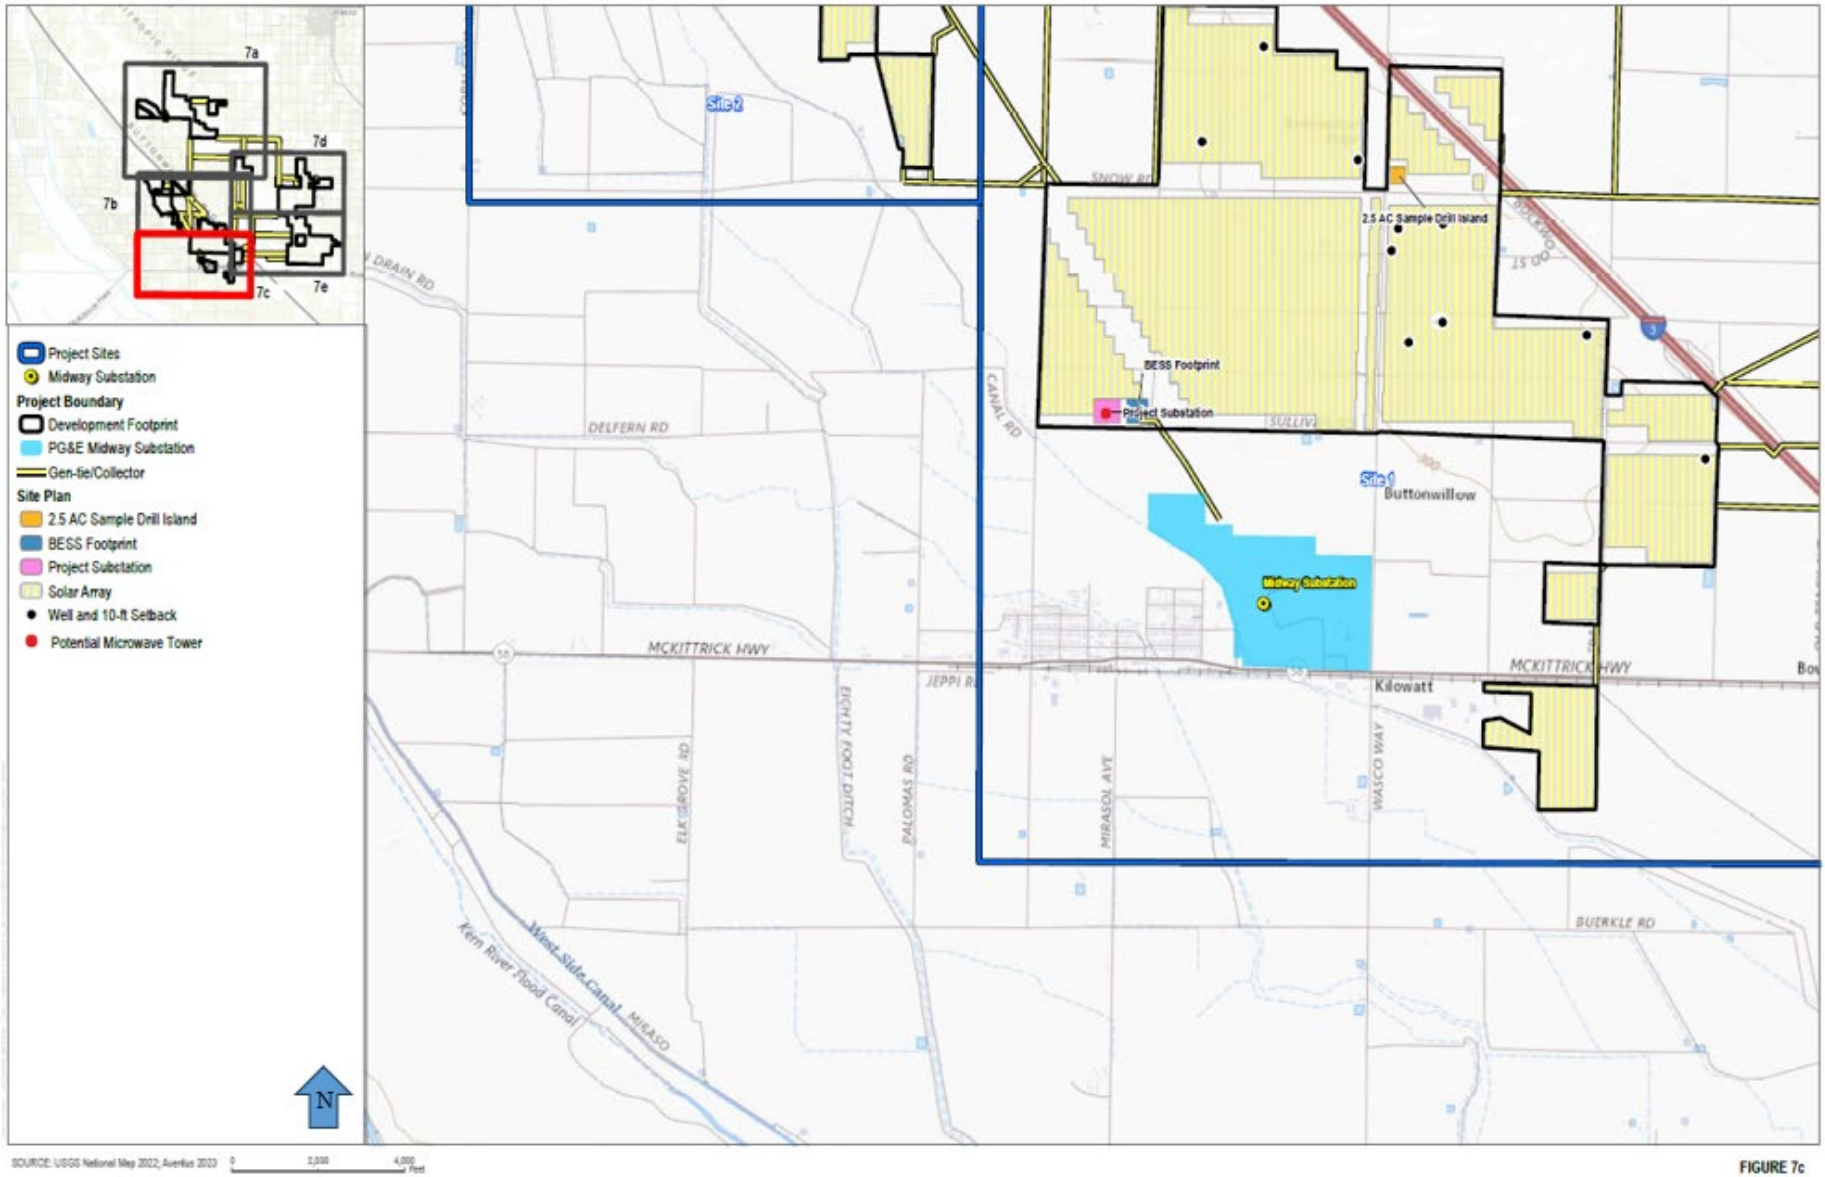 7a
7d
7b
7c
7e
Project Sites
Midway Substation
Project Boundary
Development Footprint
PG&E Midway Substation
Gen-tie/Collector
Site Plan
2.5 AC Sample Drill Island
BESS Footprint
Project Substation
Solar Array
Well and 10-ft Setback
Potential Microwave Tower
N
Site 2
SNOW RD
2.5 AC Sample Drill Island
5
DRAIN RD
CANAL RD
BESS Footprint
Project Substation
DELFERN RD
Site 1
300
Buttonwillow
Midway Substation
58
MCKITTRICK HWY
JEPPI R
58
Kilowatt
MCKITTRICK HWY
EIGHTY FOOT DITCH
ELK GROVE RD
PALOMAS RD
MIRASOL AVE
WASCO WAY
BUERKLE RD
West Side Canal
Kern River Flood Canal
MIRASO
SOURCE: USGS National Map 2022; Aventus 2023
0 2,000 4,000
Feet
FIGURE 7c